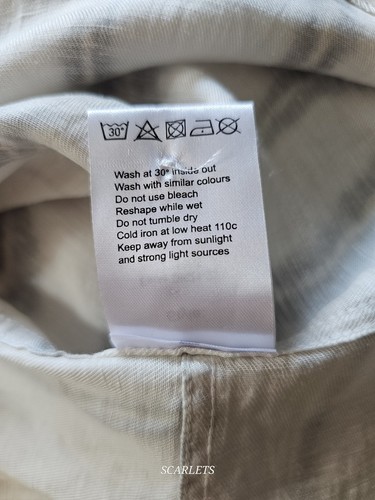 30°
Wash at 30° inside out
Wash with similar colours
Do not use bleach
Reshape while wet
Do not tumble dry
Cold iron at low heat 110c
Keep away from sunlight
and strong light sources
SCARLETS